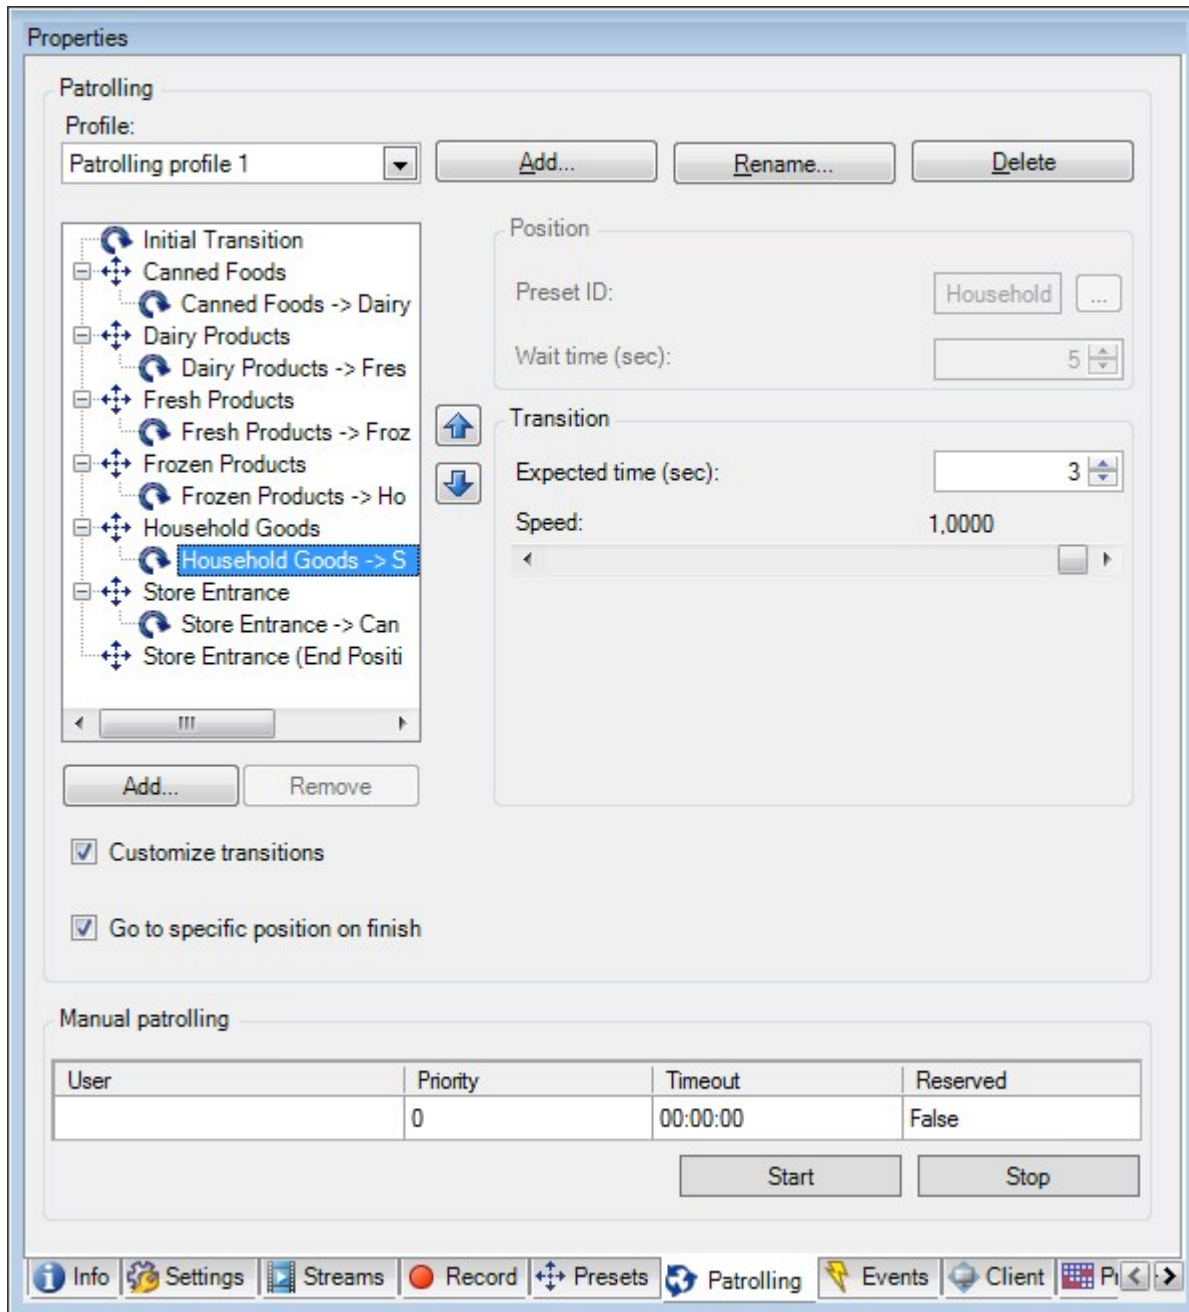 Properties
Patrolling
Profile:
Patrolling profile 1
Add...
Rename...
Delete
Initial Transition
Canned Foods
Canned Foods -> Dairy
Dairy Products
Dairy Products -> Fres
Fresh Products
Fresh Products -> Froz
Frozen Products
Frozen Products -> Ho
Household Goods
Household Goods -> S
Store Entrance
Store Entrance -> Can
Store Entrance (End Positi
Add...
Remove
Position
Preset ID:
Household
...
Wait time (sec):
5
Transition
Expected time (sec):
3
Speed:
1,0000
Customize transitions
Go to specific position on finish
Manual patrolling
User Priority Timeout Reserved
0 00:00:00 False
Start
Stop
Info Settings Streams Record Presets Patrolling Events Client P